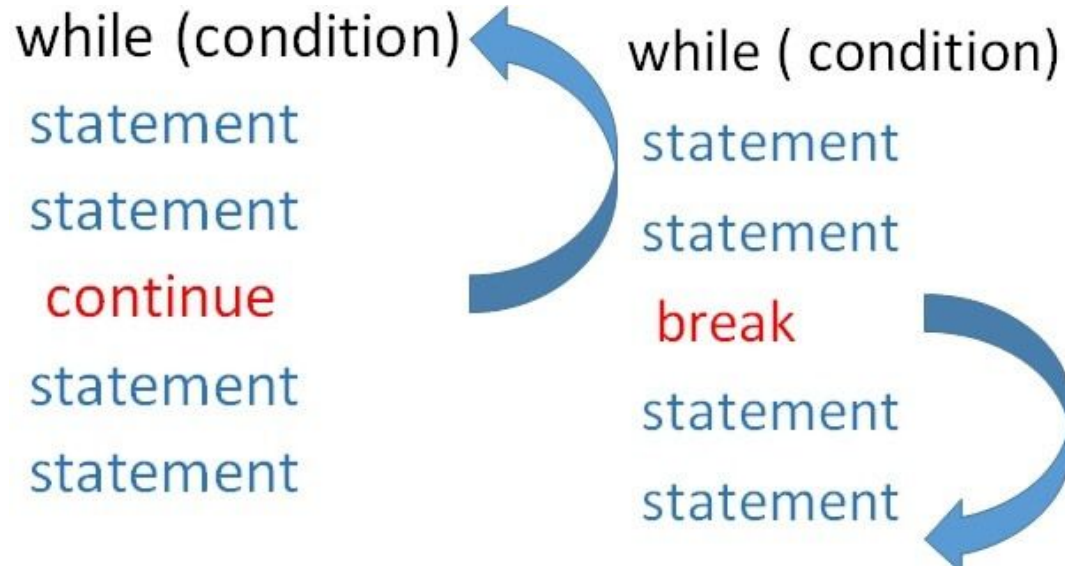 while (condition)
statement
statement
continue
statement
statement
while ( condition)
statement
statement
break
statement
statement